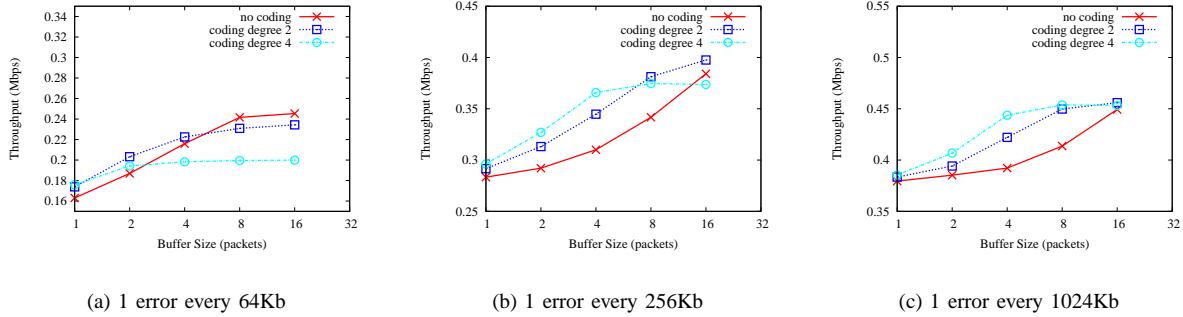 0.34
0.32
0.3
0.28
0.26
0.24
0.22
0.2
0.18
0.16
Throughput (Mbps)
no coding
coding degree 2
coding degree 4
1 2 4 8 16 32
Buffer Size (packets)
(a) 1 error every 64Kb
0.45
0.4
0.35
0.3
0.25
Throughput (Mbps)
no coding
coding degree 2
coding degree 4
1 2 4 8 16 32
Buffer Size (packets)
(b) 1 error every 256Kb
0.55
0.5
0.45
0.4
0.35
Throughput (Mbps)
no coding
coding degree 2
coding degree 4
1 2 4 8 16 32
Buffer Size (packets)
(c) 1 error every 1024Kb